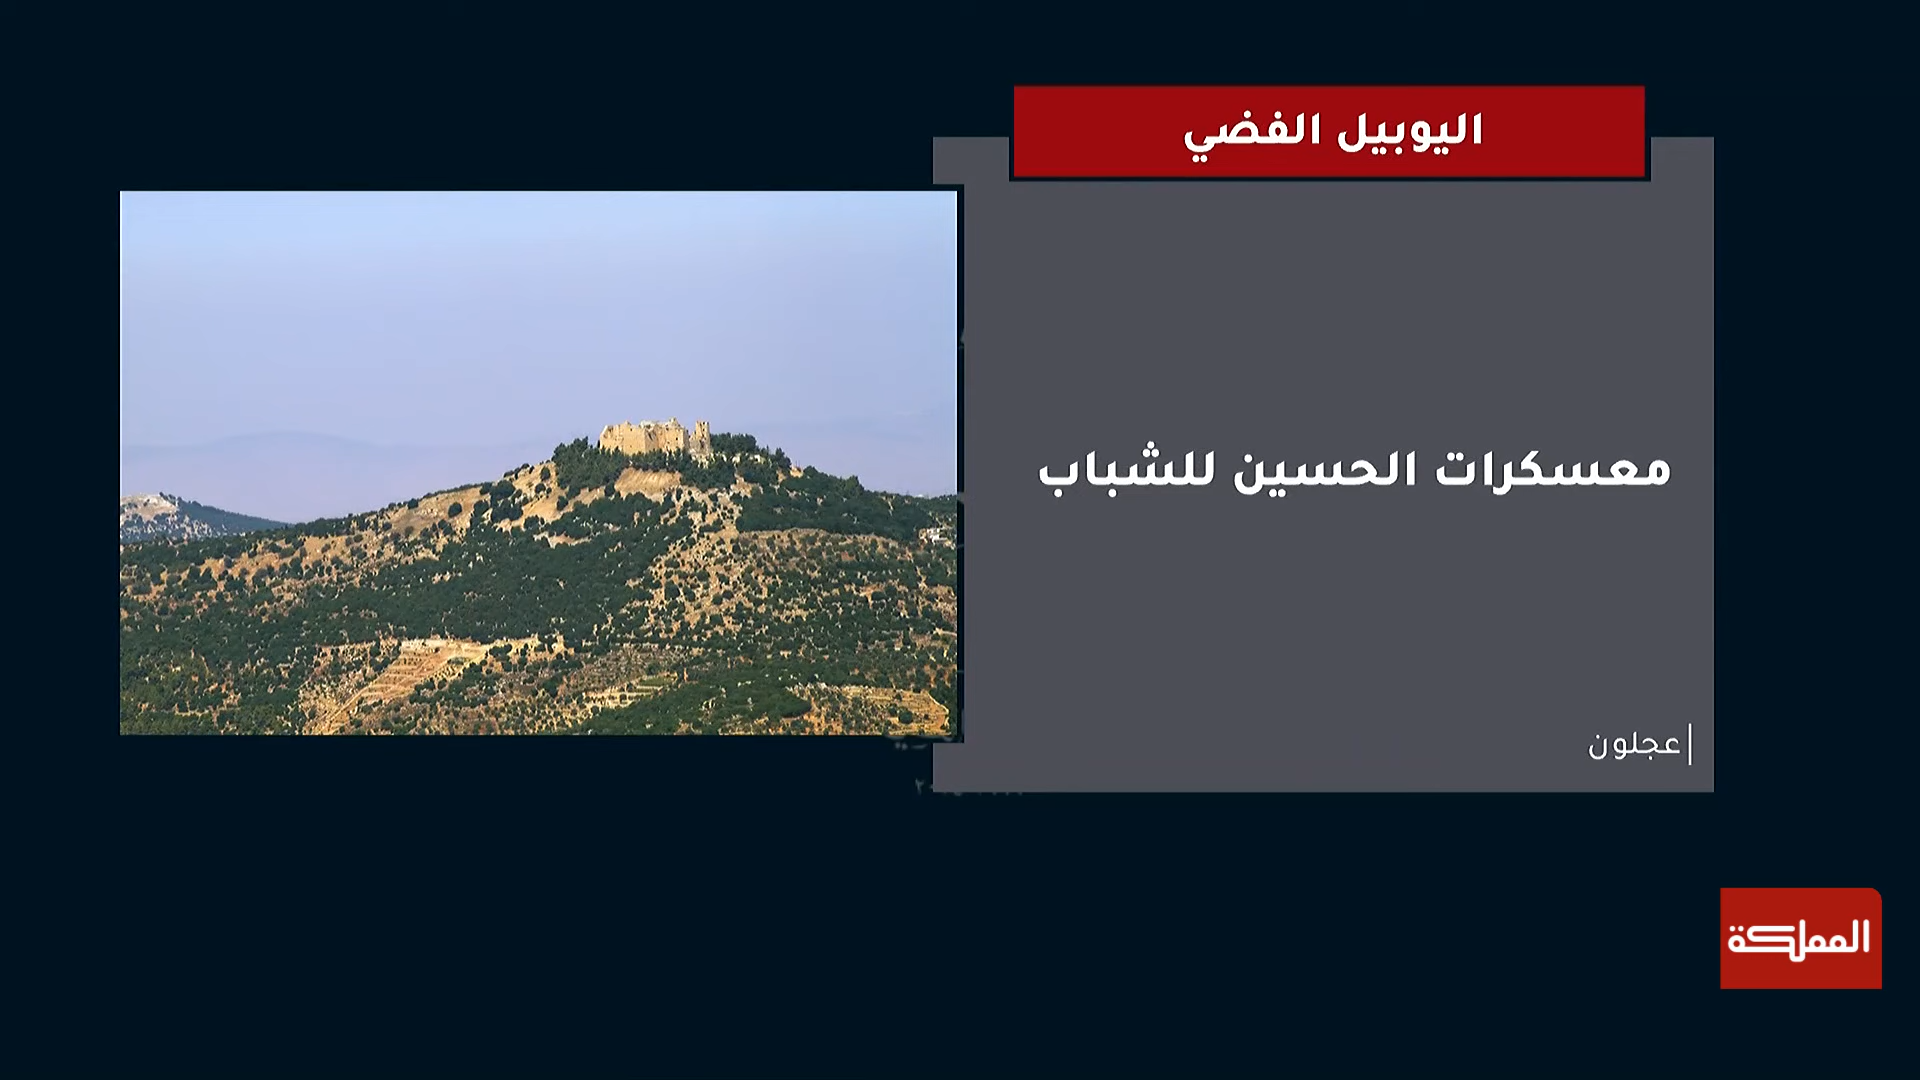 اليوبيل الفضي
معسكرات الحسين للشباب
عجلون
المملكة